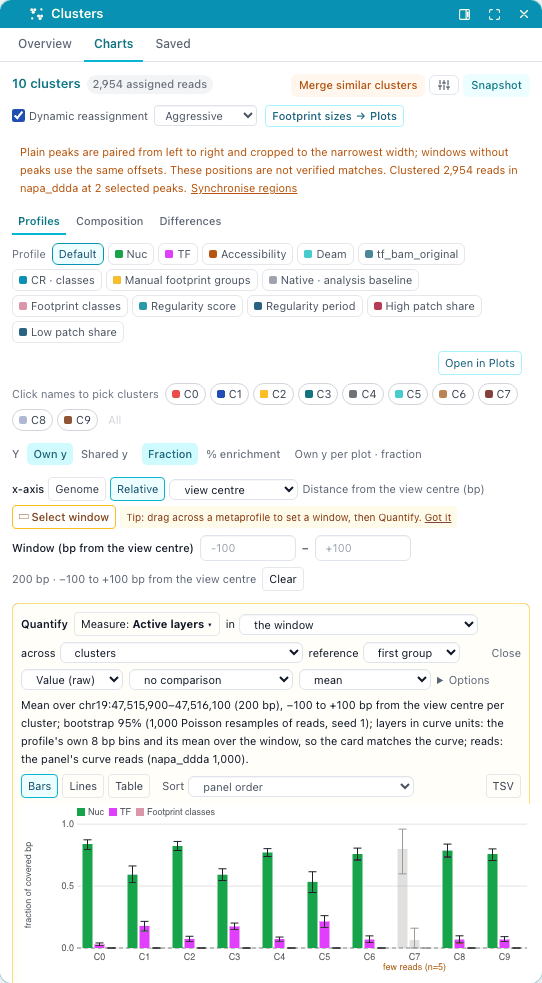 Clusters
Overview Charts Saved
10 clusters 2,954 assigned reads Merge similar clusters Snapshot
Dynamic reassignment Aggressive Footprint sizes → Plots
Plain peaks are paired from left to right and cropped to the narrowest width; windows without
peaks use the same offsets. These positions are not verified matches. Clustered 2,954 reads in
napa_ddda at 2 selected peaks. Synchronise regions
Profiles Composition Differences
Profile Default Nuc TF Accessibility Deam tf_bam_original
CR · classes Manual footprint groups Native · analysis baseline
Footprint classes Regularity score Regularity period High patch share
Low patch share
Open in Plots
Click names to pick clusters C0 C1 C2 C3 C4 C5 C6 C7
C8 C9 All
Y Own y Shared y Fraction % enrichment Own y per plot · fraction
x-axis Genome Relative view centre Distance from the view centre (bp)
Select window Tip: drag across a metaprofile to set a window, then Quantify. Got it
Window (bp from the view centre) -100 – +100
200 bp · −100 to +100 bp from the view centre Clear
Quantify Measure: Active layers ▾ in the window
across clusters reference first group Close
Value (raw) no comparison mean ▶ Options
Mean over chr19:47,515,900–47,516,100 (200 bp), −100 to +100 bp from the view centre per
cluster; bootstrap 95% (1,000 Poisson resamples of reads, seed 1); layers in curve units: the
profile's own 8 bp bins and its mean over the window, so the card matches the curve; reads:
the panel's curve reads (napa_ddda 1,000).
Bars Lines Table Sort panel order TSV
Nuc TF Footprint classes
fraction of covered bp
1.0
0.5
0.0
C0 C1 C2 C3 C4 C5 C6 C7 C8 C9
few reads (n=5)